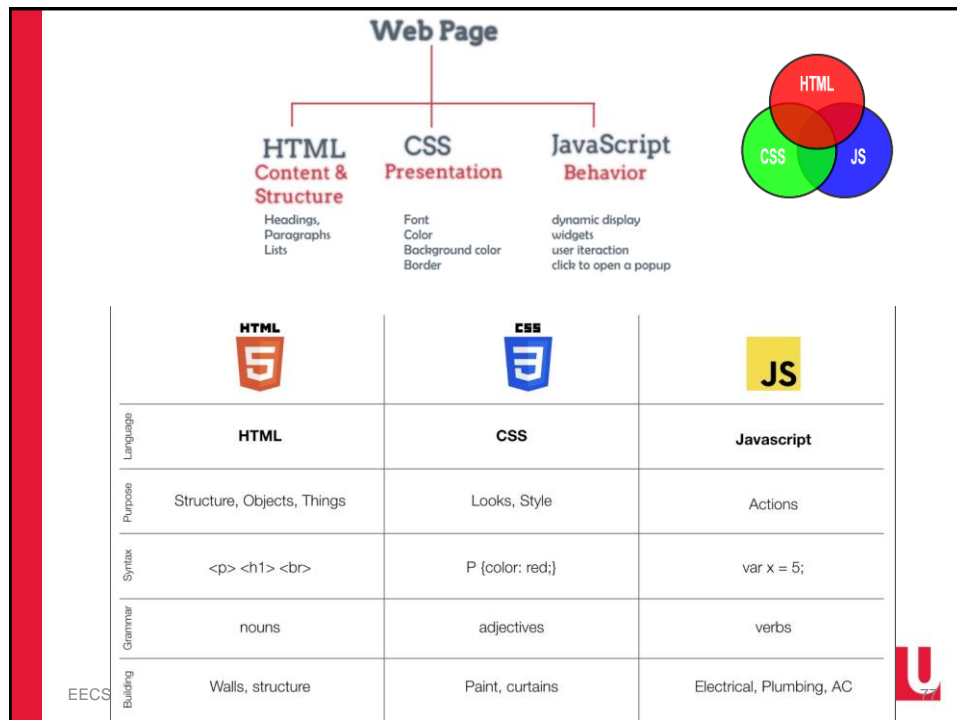 Web Page
HTML
Content &
Structure
Headings,
Paragraphs
Lists
CSS
Presentation
Font
Color
Background color
Border
JavaScript
Behavior
dynamic display
widgets
user iteraction
click to open a popup
HTML
CSS
JS
HTML
5
CSS
3
JS
Language
HTML
CSS
Javascript
Purpose
Structure, Objects, Things
Looks, Style
Actions
Syntax
<p> <h1> <br>
P {color: red;}
var x = 5;
Grammar
nouns
adjectives
verbs
Building
Walls, structure
Paint, curtains
Electrical, Plumbing, AC
EECS
U
77